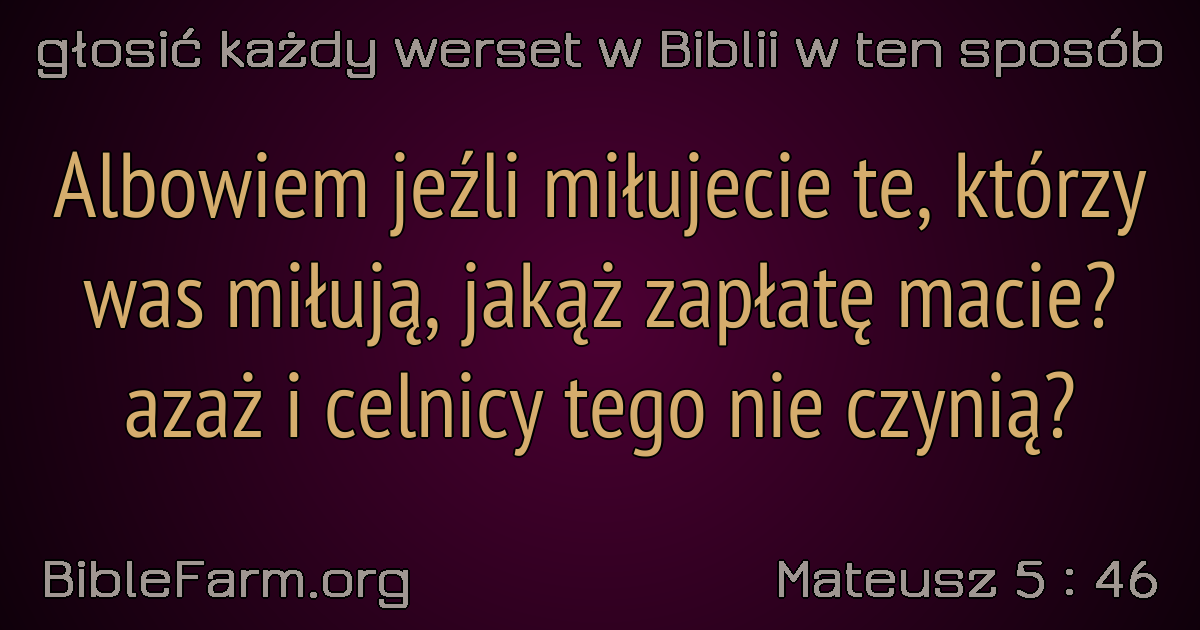 głosić każdy werset w Biblii w ten sposób
Albowiem jeźli miłujecie te, którzy
was miłują, jakąż zapłatę macie?
azaż i celnicy tego nie czynią?
BibleFarm.org
Mateusz 5 : 46